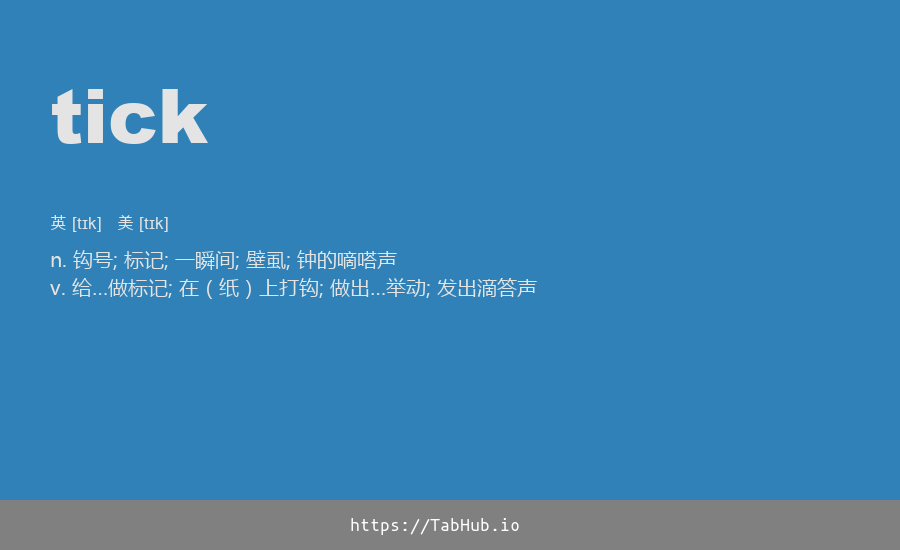 tick
英 [tɪk] 美 [tɪk]
n. 钩号; 标记; 一瞬间; 壁虱; 钟的嘀嗒声
v. 给...做标记; 在（纸）上打钩; 做出...举动; 发出滴答声
https://TabHub.io